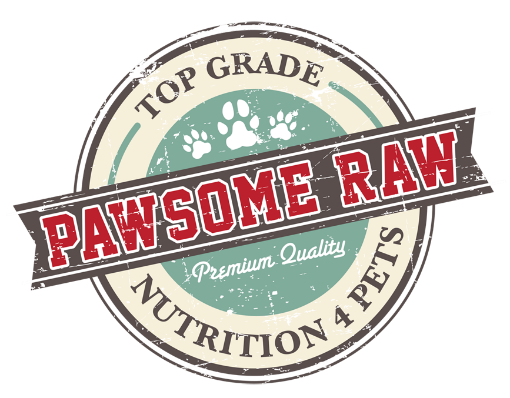 TOP GRADE
PAWSOME RAW
Premium Quality
NUTRITION 4 PETS